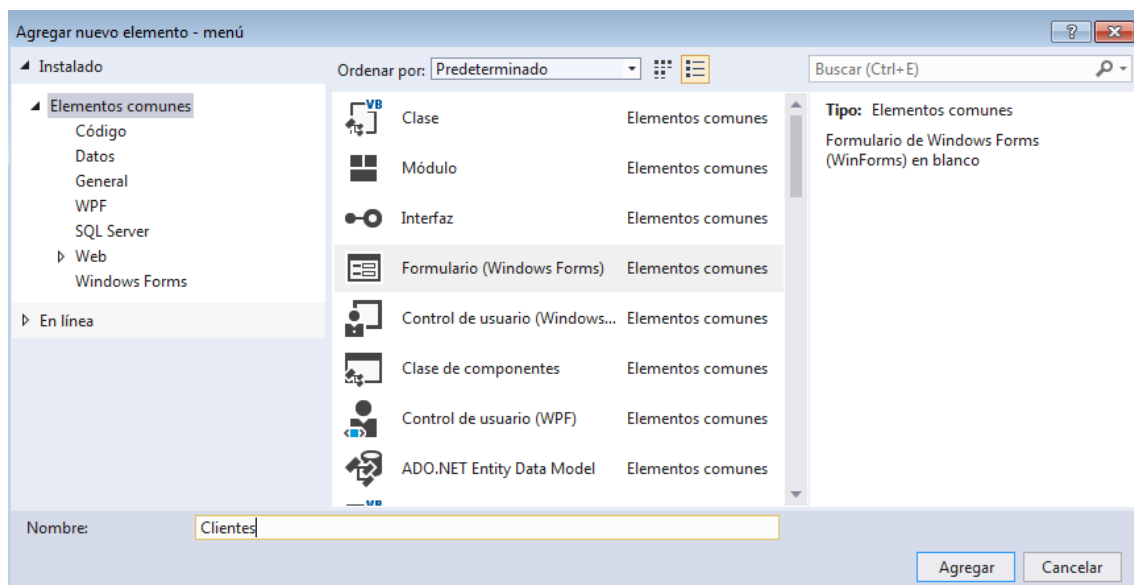 Agregar nuevo elemento - menú
Instalado
Elementos comunes
Código
Datos
General
WPF
SQL Server
Web
Windows Forms
En línea
Ordenar por: Predeterminado
VB
Clase Elementos comunes
Módulo Elementos comunes
Interfaz Elementos comunes
Formulario (Windows Forms) Elementos comunes
Control de usuario (Windows... Elementos comunes
Clase de componentes Elementos comunes
Control de usuario (WPF) Elementos comunes
ADO.NET Entity Data Model Elementos comunes
VB
Buscar (Ctrl+E)
Tipo: Elementos comunes
Formulario de Windows Forms
(WinForms) en blanco
Nombre: Clientes
Agregar Cancelar